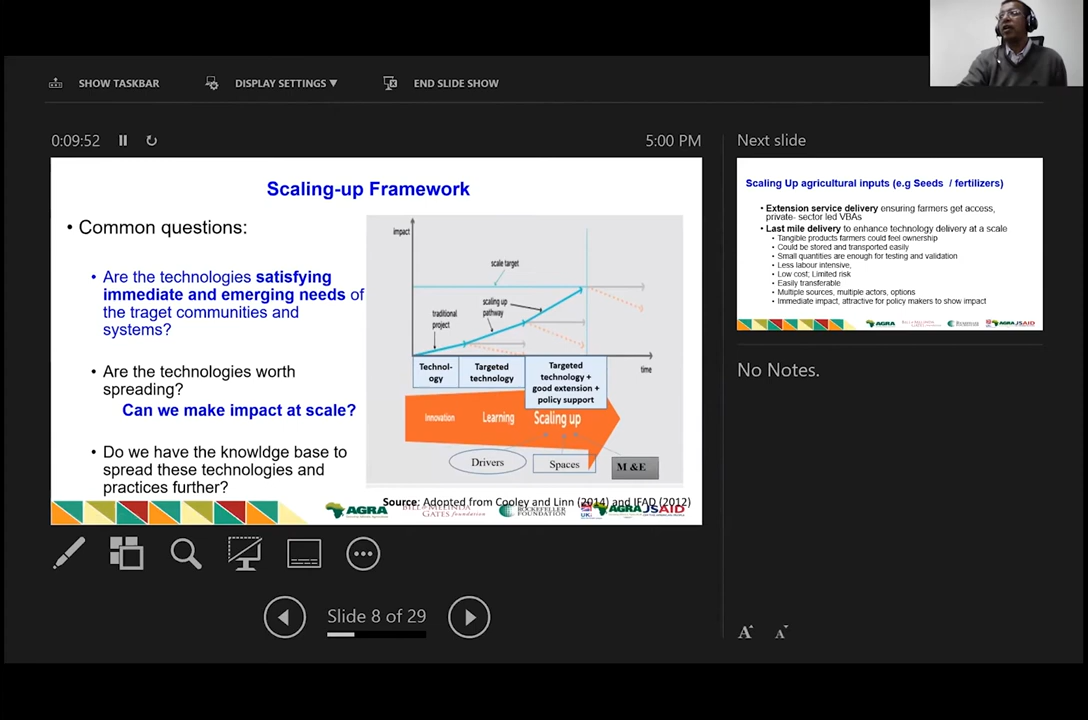 SHOW TASKBAR
DISPLAY SETTINGS ▼
END SLIDE SHOW
0:09:52
5:00 PM
Scaling-up Framework
• Common questions:
• Are the technologies satisfying
immediate and emerging needs of
the traget communities and
systems?
• Are the technologies worth
spreading?
Can we make impact at scale?
• Do we have the knowldge base to
spread these technologies and
practices further?
impact
scale target
scaling up
pathway
traditional
project
time
Technol-
ogy
Targeted
technology
Targeted
technology +
good extension +
policy support
Innovation
Learning
Scaling up
Drivers
Spaces
M &E
Source: Adopted from Cooley and Linn (2014) and IFAD (2012)
AGRA
GATES foundation
ROCKEFELLER
FOUNDATION
AGRA
USAID
Next slide
Scaling Up agricultural inputs (e.g Seeds / fertilizers)
• Extension service delivery ensuring farmers get access,
private- sector led VBAs
• Last mile delivery to enhance technology delivery at a scale
• Tangible products farmers could feel ownership
• Could be stored and transported easily
• Small quantities are enough for testing and validation
• Less labour intensive,
• Low cost; Limited risk
• Easily transferable
• Multiple sources, multiple actors, options
• Immediate impact, attractive for policy makers to show impact
AGRA
AGRA
USAID
No Notes.
Slide 8 of 29
A
A